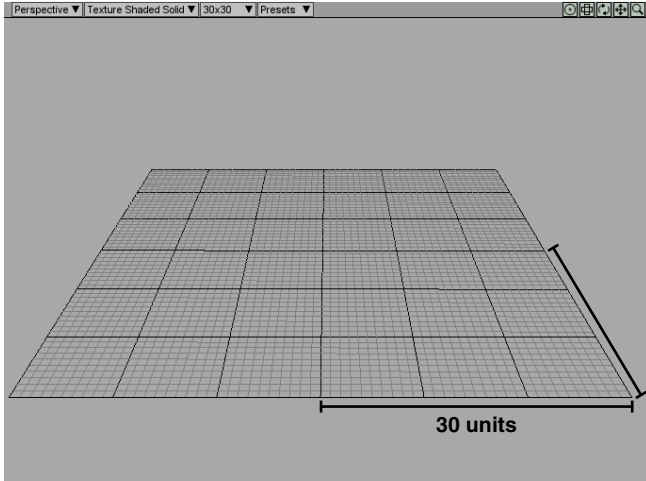 Perspective ▼ Texture Shaded Solid ▼ 30x30 ▼ Presets ▼
30 units